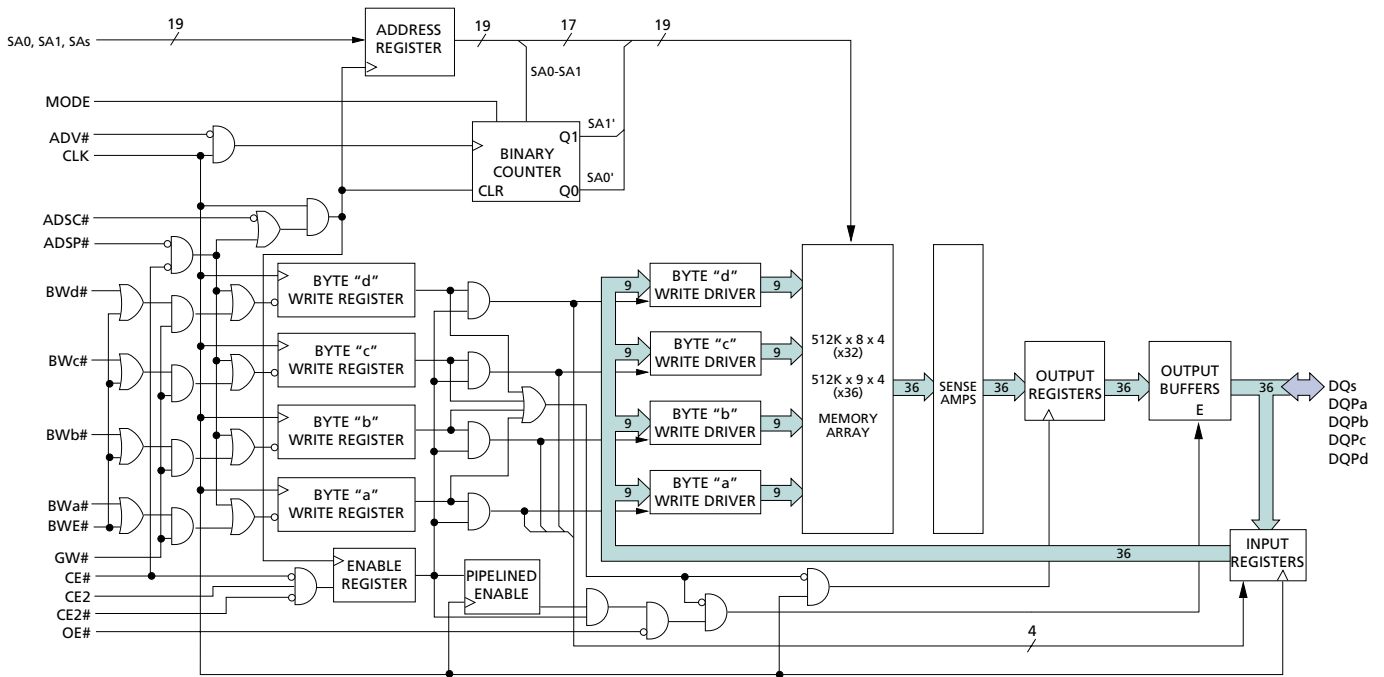 19
SA0, SA1, SAs
ADDRESS
REGISTER
19
17
19
SA0-SA1
MODE
ADV#
CLK
BINARY
COUNTER
CLR
Q1
Q0
SA1'
SA0'
ADSC#
ADSP#
BWd#
BYTE “d”
WRITE REGISTER
9
BYTE “d”
WRITE DRIVER
9
BWc#
BYTE “c”
WRITE REGISTER
9
BYTE “c”
WRITE DRIVER
9
BWb#
BYTE “b”
WRITE REGISTER
9
BYTE “b”
WRITE DRIVER
9
BWa#
BWE#
BYTE “a”
WRITE REGISTER
9
BYTE “a”
WRITE DRIVER
9
512K x 8 x 4
(x32)
512K x 9 x 4
(x36)
MEMORY
ARRAY
36
SENSE
AMPS
36
OUTPUT
REGISTERS
36
OUTPUT
BUFFERS
E
36
DQs
DQPa
DQPb
DQPc
DQPd
GW#
CE#
CE2
CE2#
OE#
ENABLE
REGISTER
PIPELINED
ENABLE
36
INPUT
REGISTERS
4